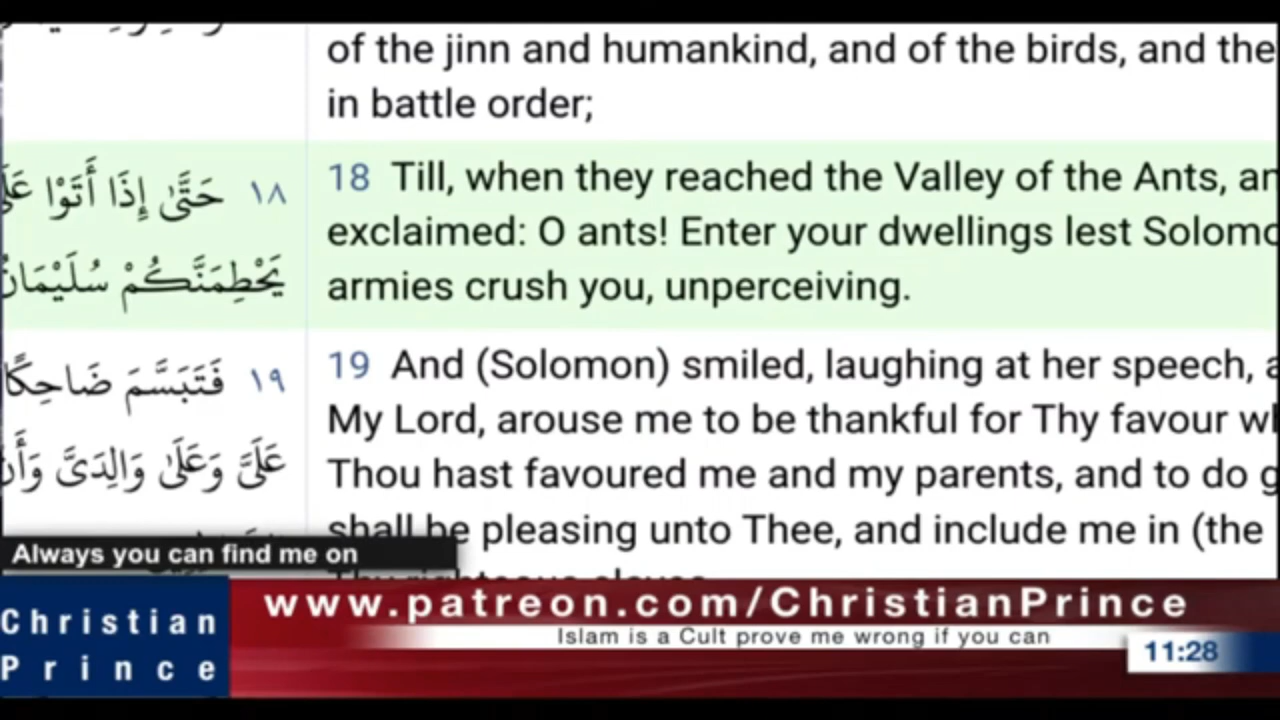 of the jinn and humankind, and of the birds, and the
in battle order;
١٨ حَتَّىٰ إِذَا أَتَوْا
يَحْطِمَنَّكُمْ سُلَيْمَانُ
18 Till, when they reached the Valley of the Ants, an
exclaimed: O ants! Enter your dwellings lest Solomo
armies crush you, unperceiving.
١٩ فَتَبَسَّمَ ضَاحِكًا
عَلَيَّ وَعَلَىٰ وَالِدَيَّ وَأَنْ
19 And (Solomon) smiled, laughing at her speech, a
My Lord, arouse me to be thankful for Thy favour wh
Thou hast favoured me and my parents, and to do g
shall be pleasing unto Thee, and include me in (the
Always you can find me on
Christian
Prince
www.patreon.com/ChristianPrince
Islam is a Cult prove me wrong if you can
11:28